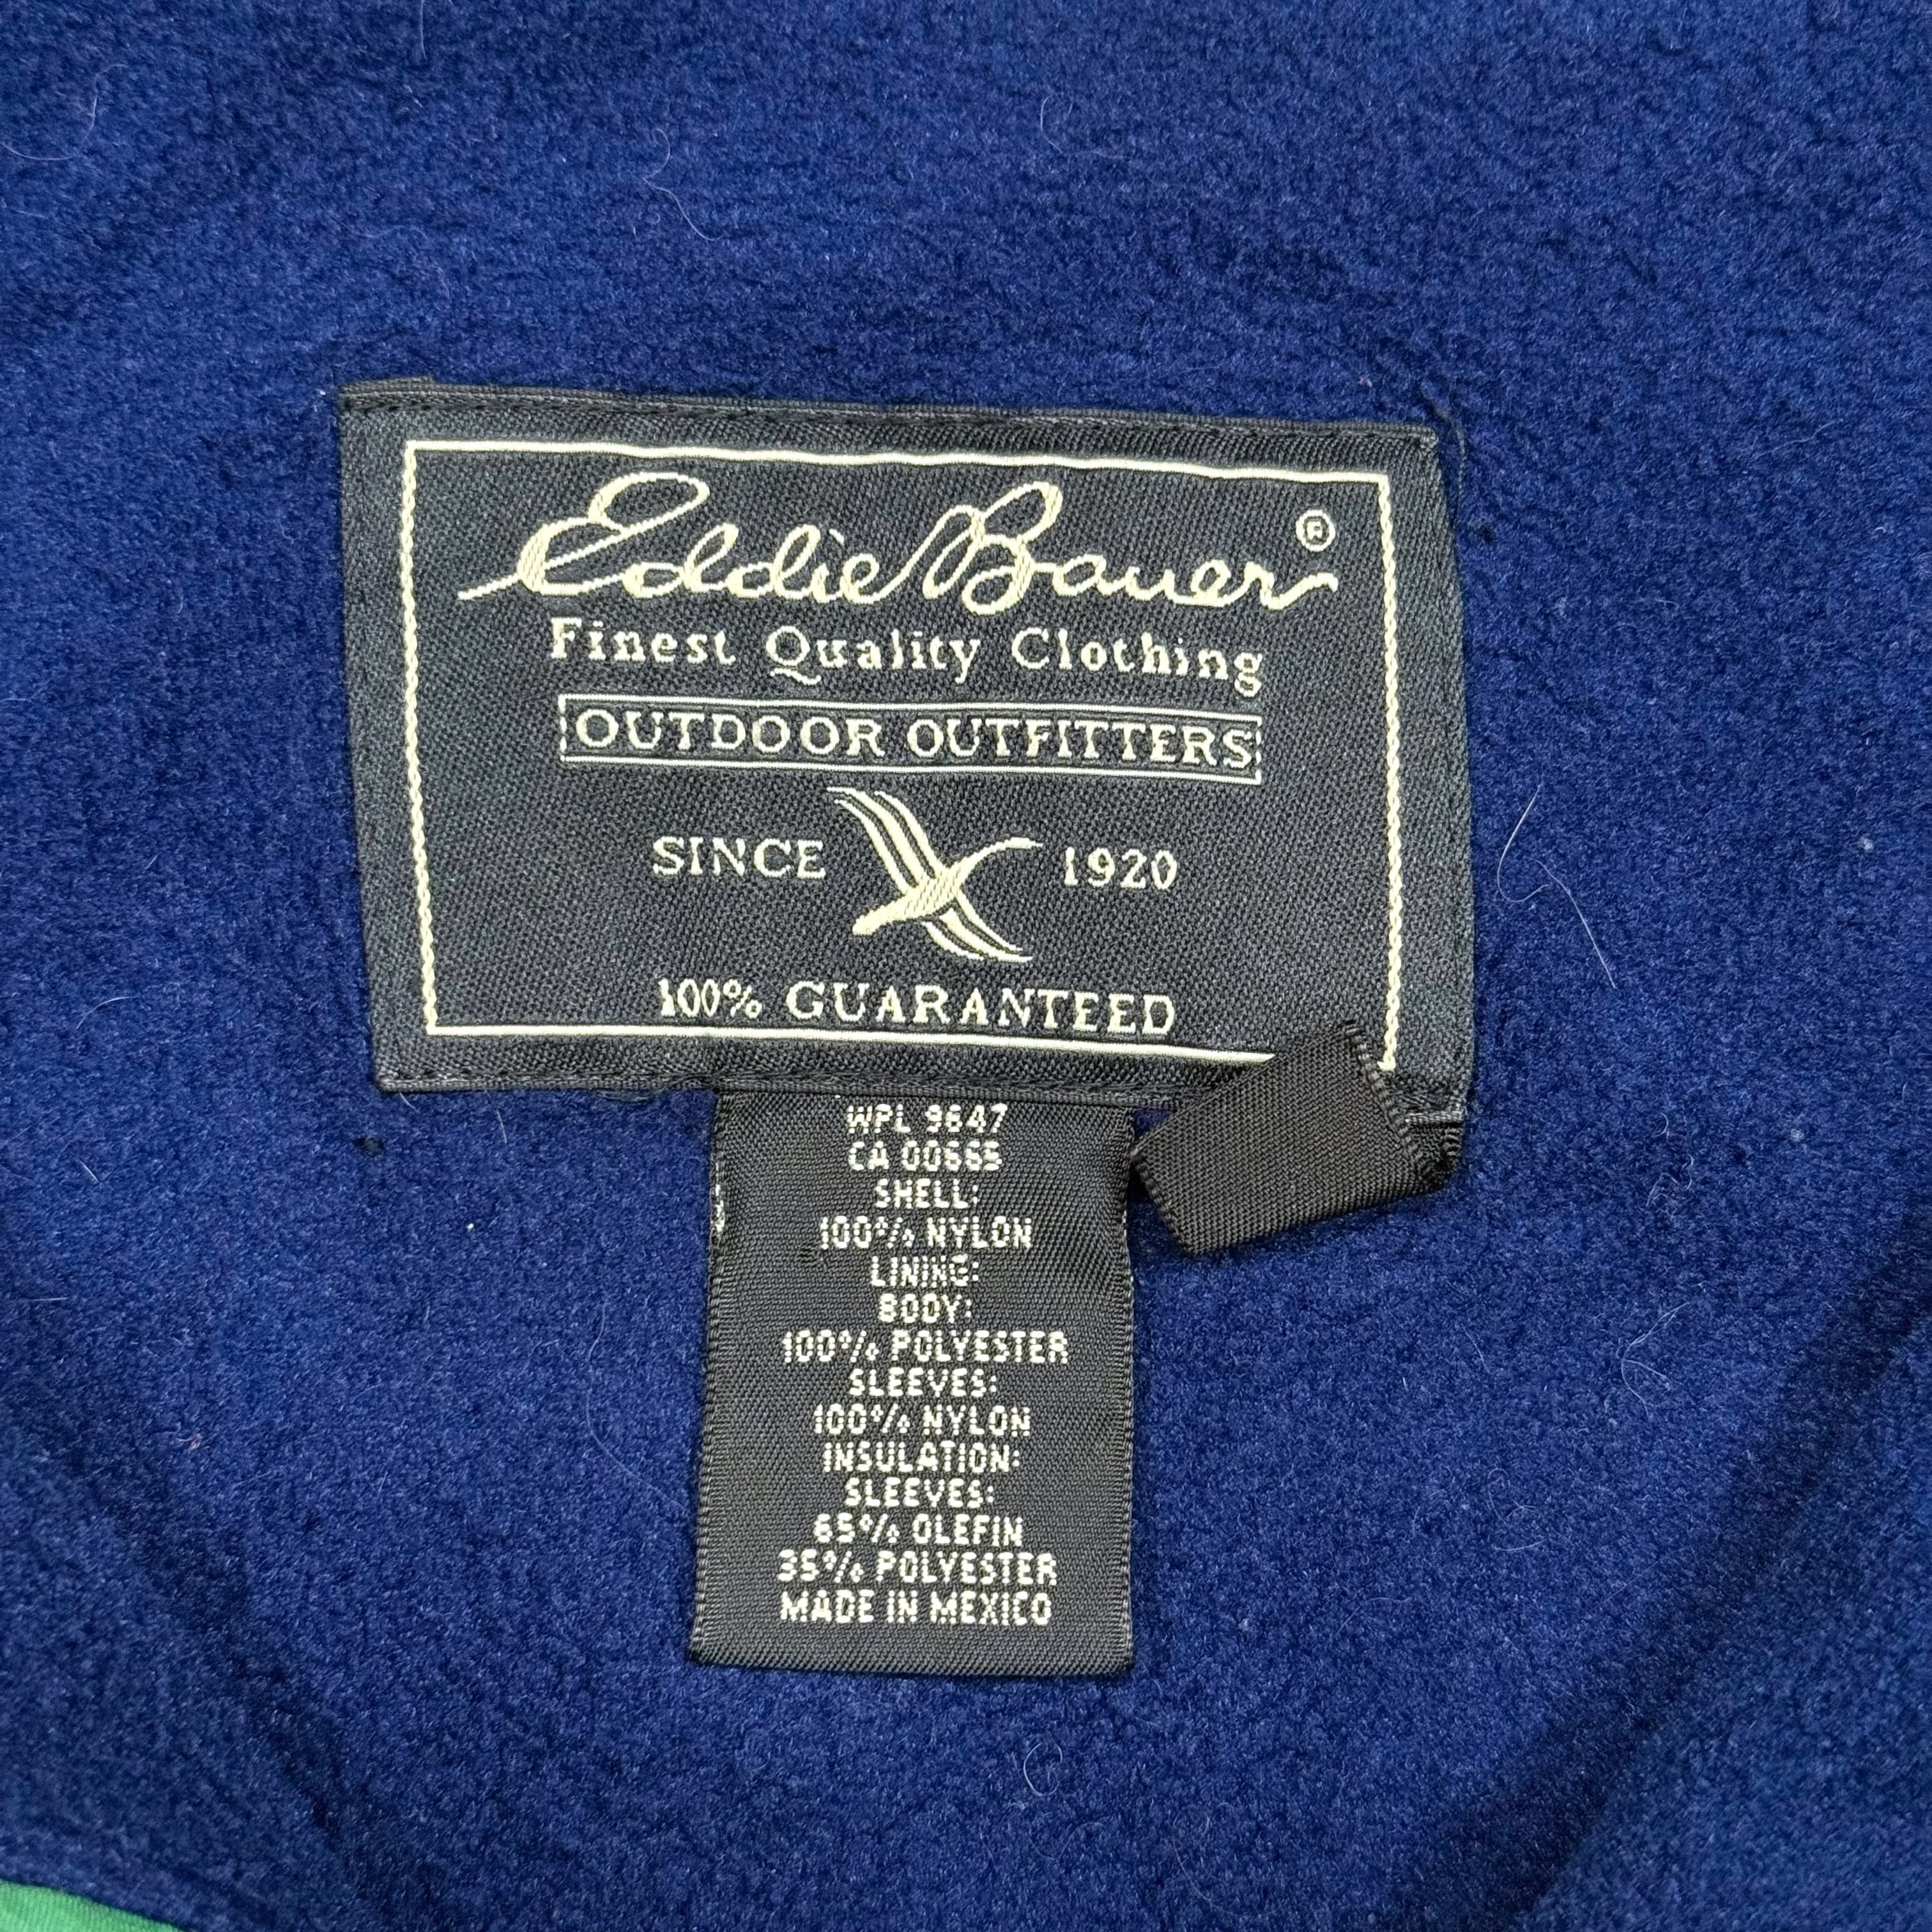 Eddie Bauer ®
Finest Quality Clothing
OUTDOOR OUTFITTERS
SINCE 1920
100% GUARANTEED
WPL 9647
CA 00565
SHELL:
100% NYLON
LINING:
BODY:
100% POLYESTER
SLEEVES:
100% NYLON
INSULATION:
SLEEVES:
65% OLEFIN
35% POLYESTER
MADE IN MEXICO